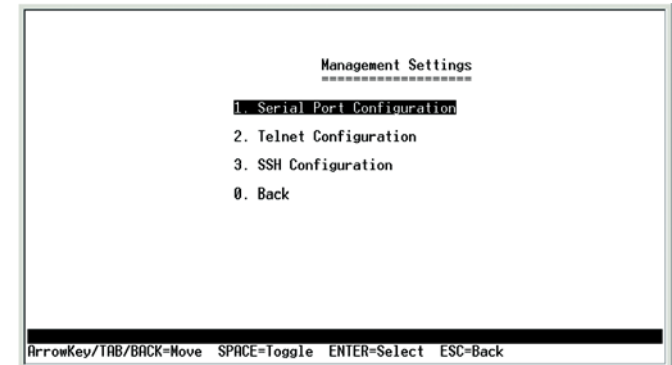 Management Settings
===================
1. Serial Port Configuration
2. Telnet Configuration
3. SSH Configuration
0. Back
ArrowKey/TAB/BACK=Move  SPACE=Toggle  ENTER=Select  ESC=Back